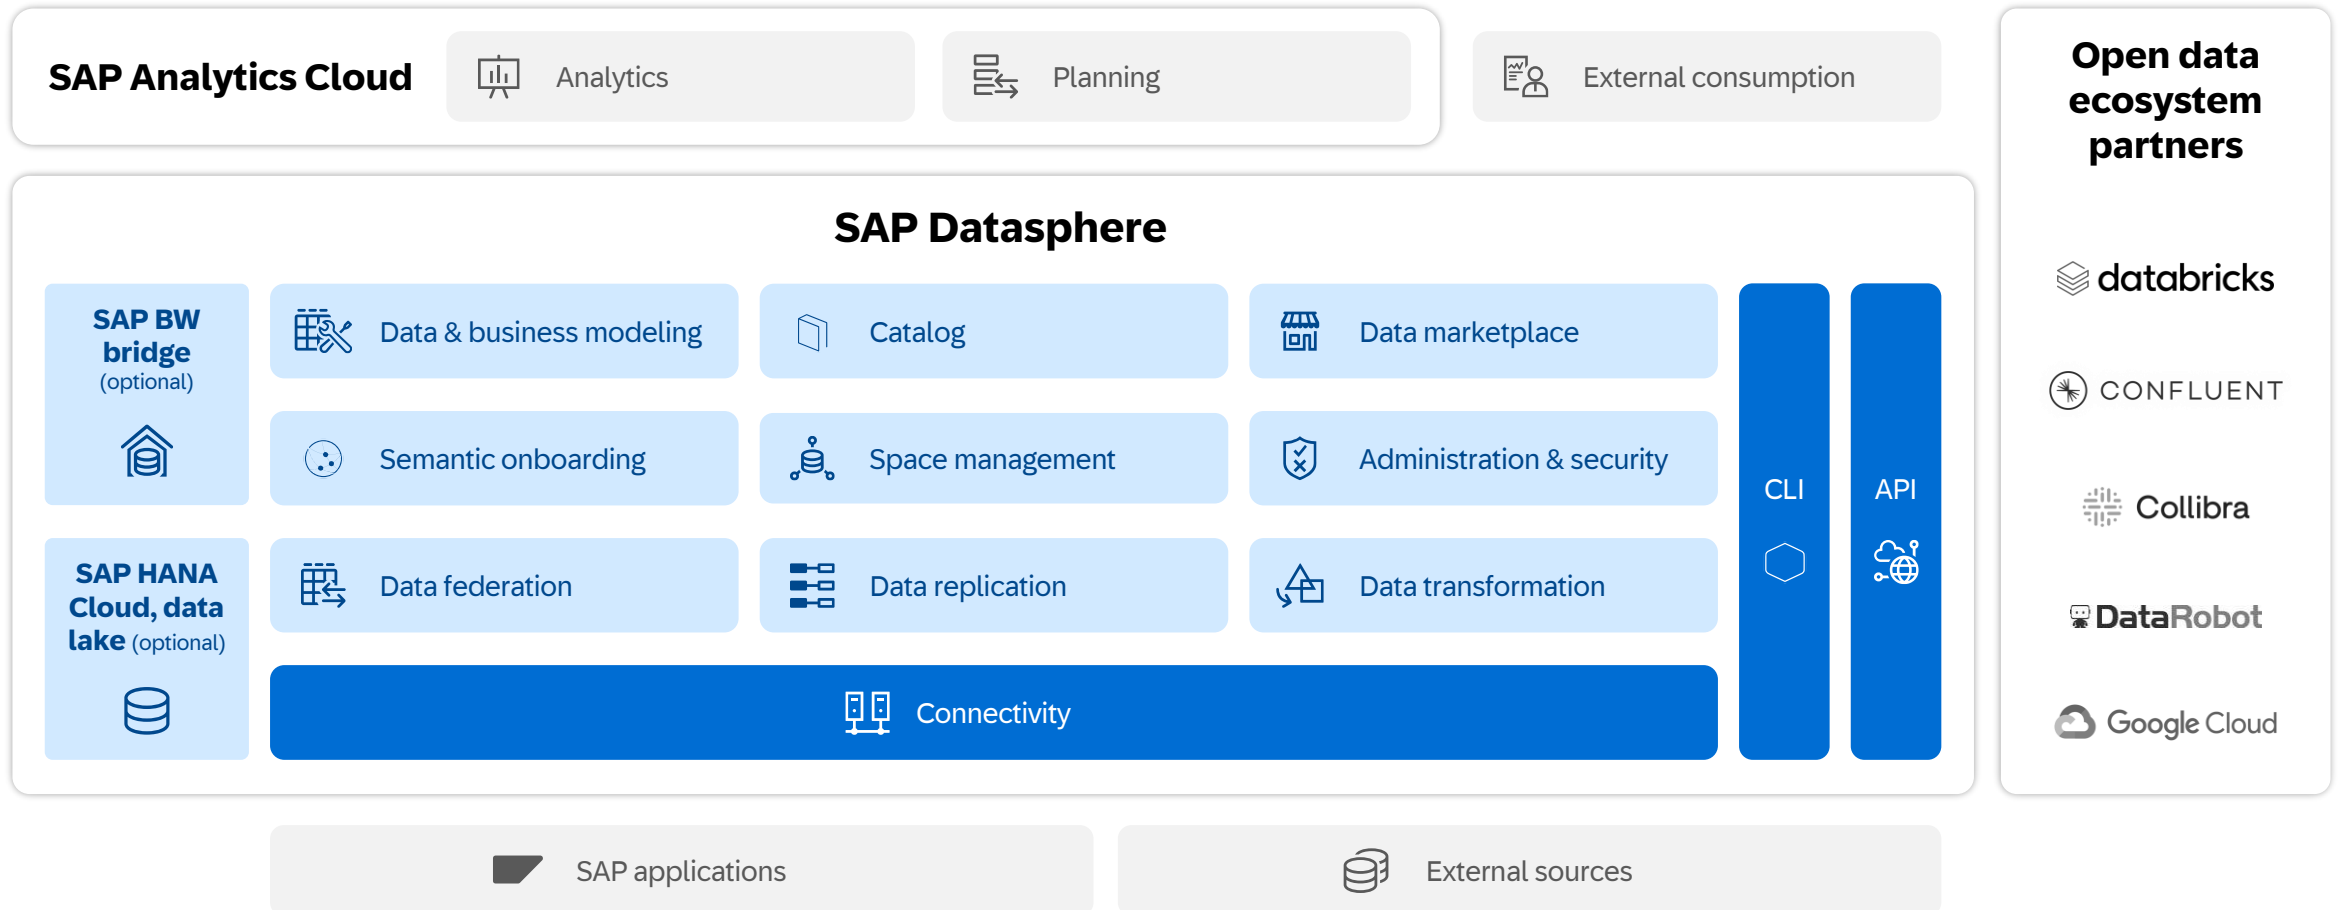 SAP Analytics Cloud
Analytics
Planning
External consumption
Open data
ecosystem
partners
databricks
CONFLUENT
Collibra
DataRobot
Google Cloud
SAP Datasphere
SAP BW
bridge
(optional)
Data & business modeling
Catalog
Data marketplace
Semantic onboarding
Space management
Administration & security
SAP HANA
Cloud, data
lake (optional)
Data federation
Data replication
Data transformation
Connectivity
CLI
API
SAP applications
External sources